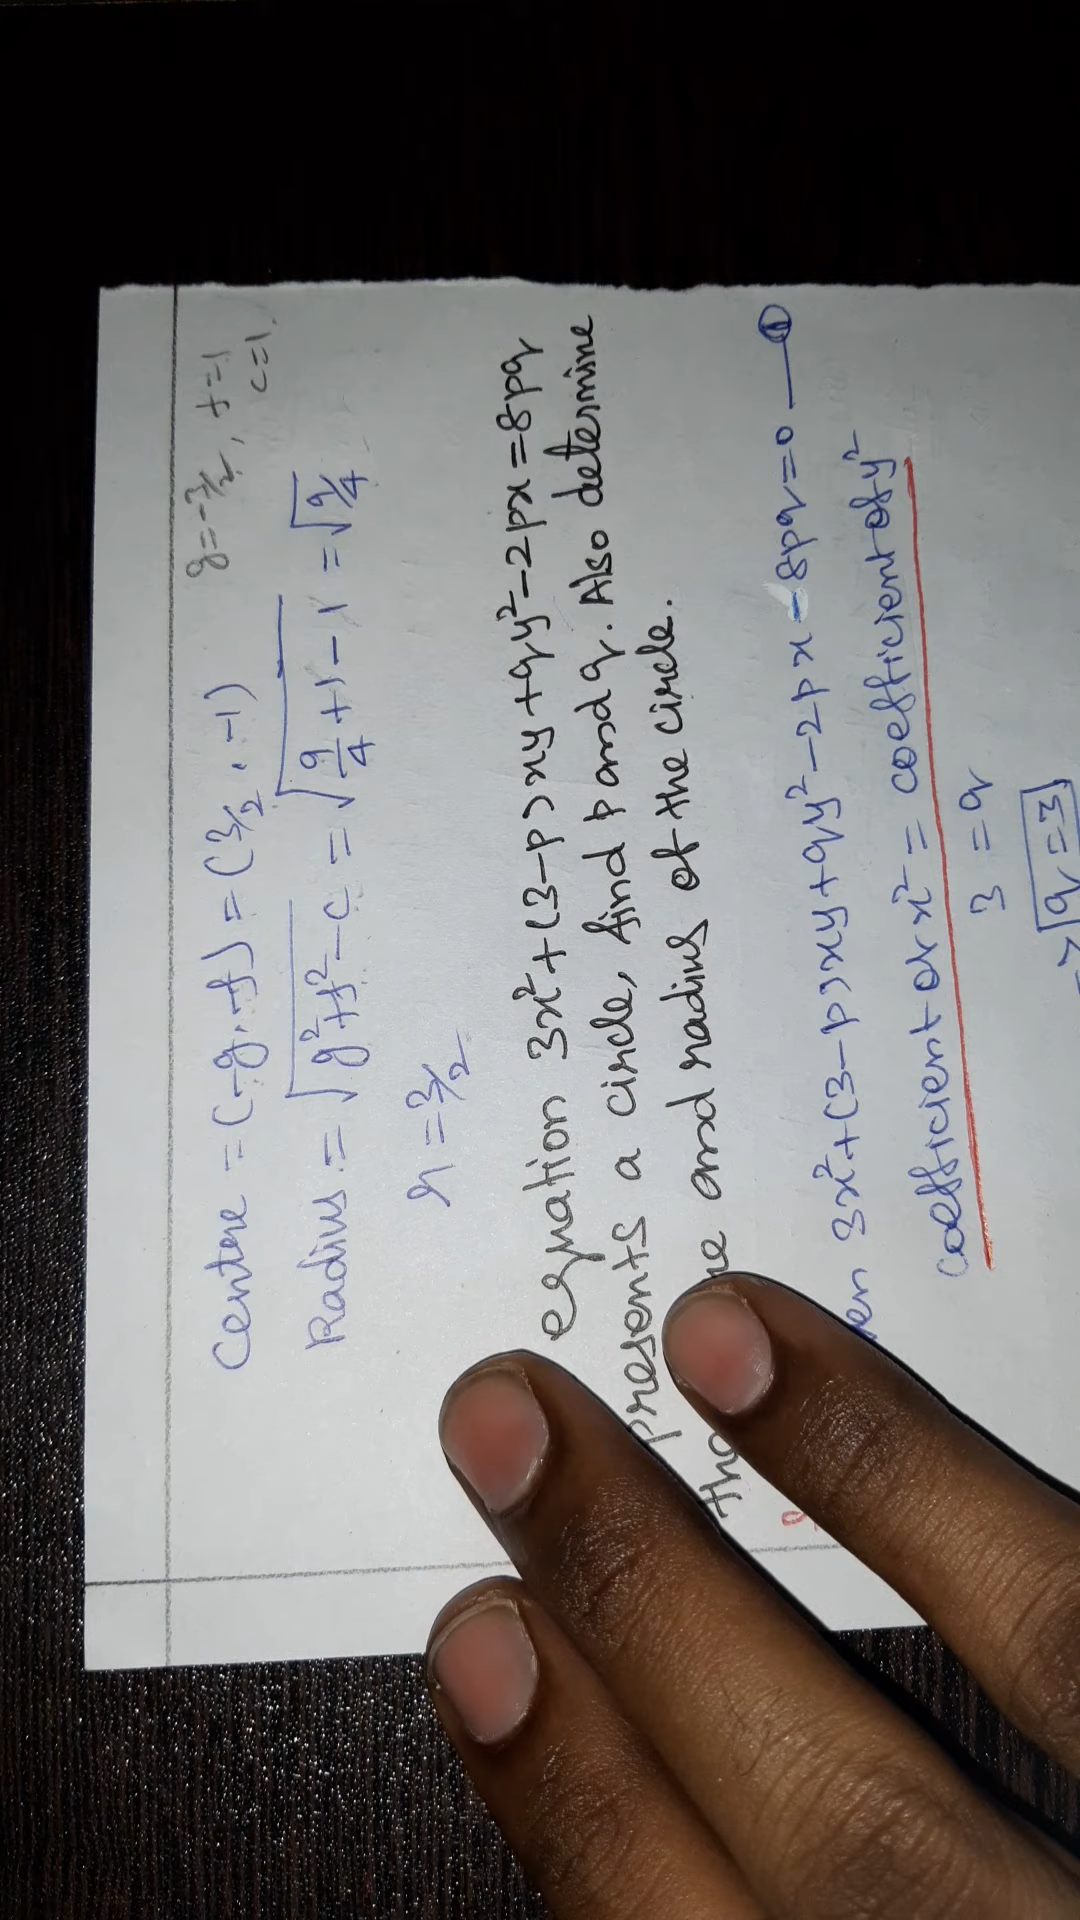 g=-3/2, f=1
c=1.
Centre = (-g,-f) = (3/2, -1)
Radius = √g²+f²-c = √9/4+1-1 = √9/4
r = 3/2
equation 3x²+(3-p)xy+qy²-2px=8pq
presents a circle, find p and q. Also determine
and radius of the circle.
3x²+(3-p)xy+qy²-2px-8pq=0 — ①
coefficient of x² = coefficient of y²
3 = q
q=3